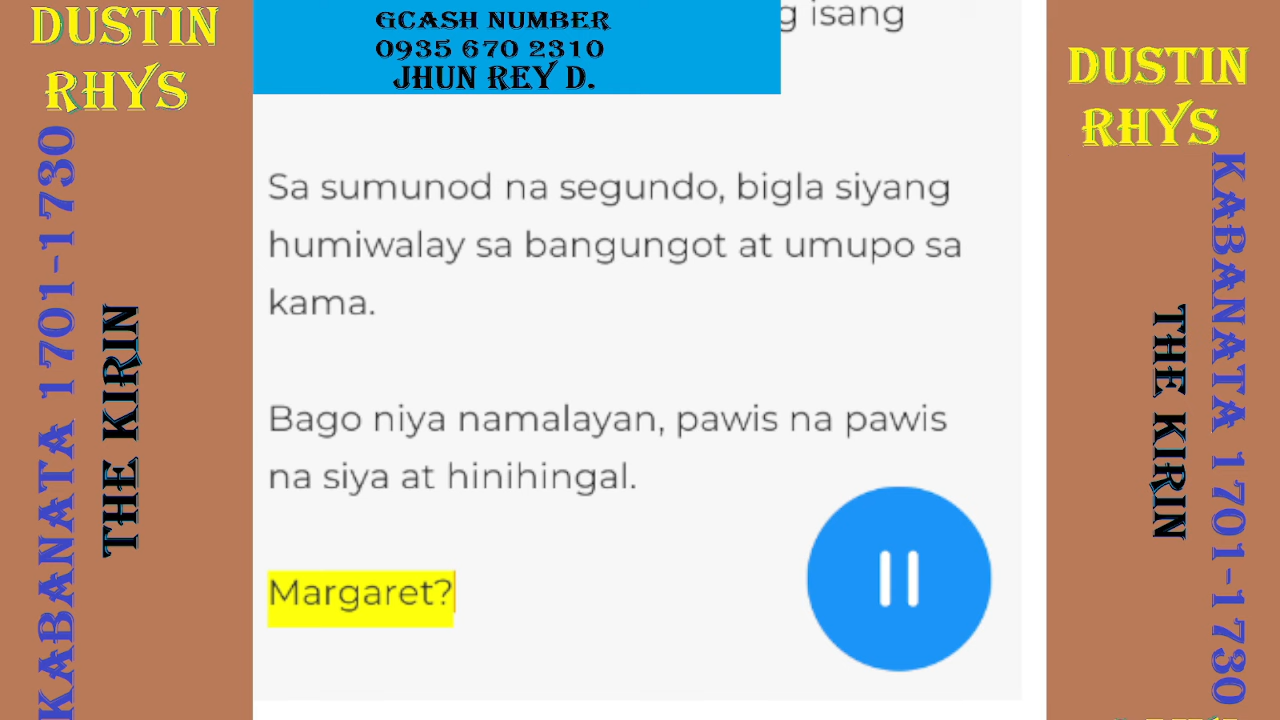 DUSTIN
RHYS
KABANATA 1701-1730
THE KIRIN
GCASH NUMBER
0935 670 2310
JHUN REY D.
g isang
Sa sumunod na segundo, bigla siyang
humiwalay sa bangungot at umupo sa
kama.
Bago niya namalayan, pawis na pawis
na siya at hinihingal.
Margaret?
DUSTIN
RHYS
KABANATA 1701-1730
THE KIRIN